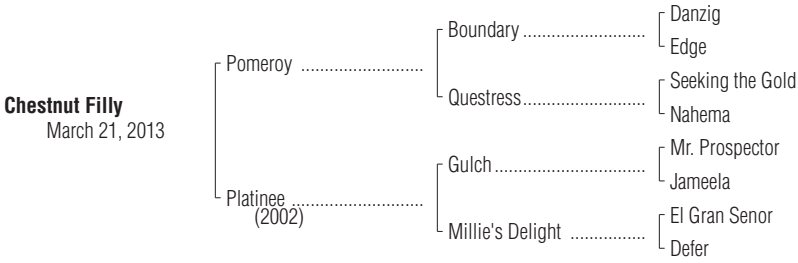 Chestnut Filly
March 21, 2013
Pomeroy ........................
Platinee ..........................
(2002)
Boundary ........................
Questress........................
Gulch .............................
Millie's Delight ...............
Danzig
Edge
Seeking the Gold
Nahema
Mr. Prospector
Jameela
El Gran Senor
Defer